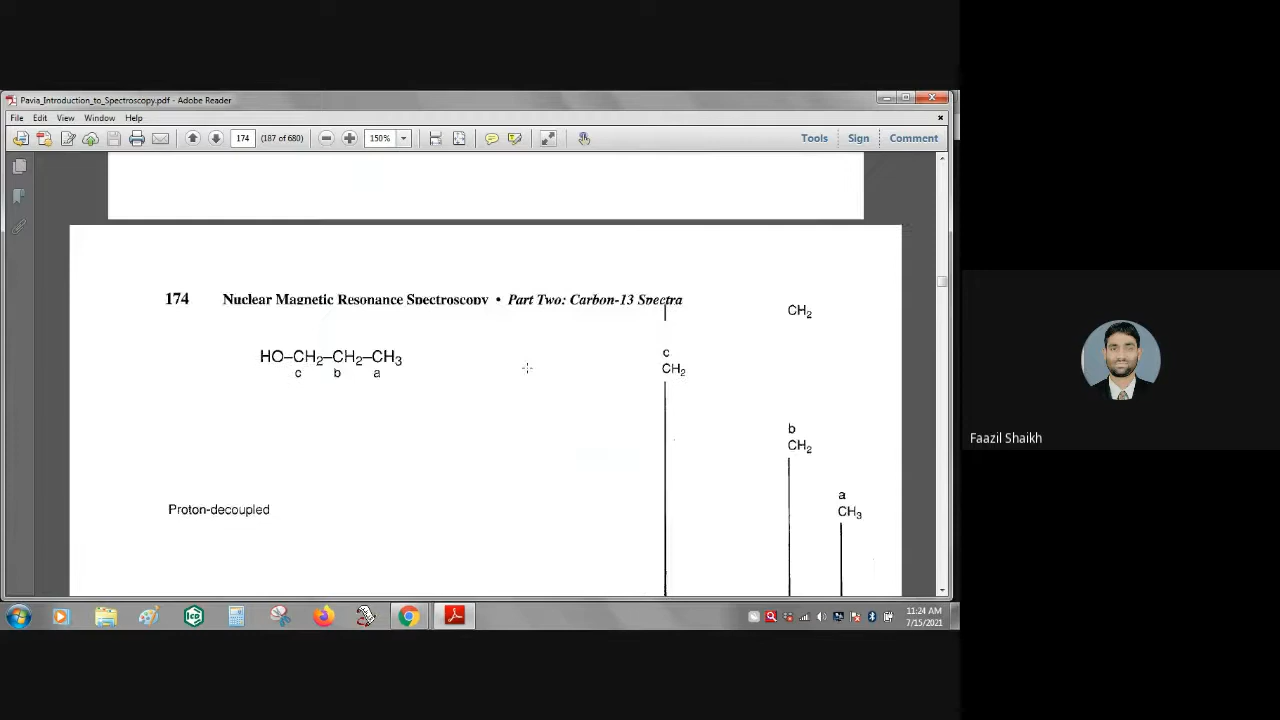 Pavia_Introduction_to_Spectroscopy.pdf - Adobe Reader
File Edit View Window Help
174 (187 of 680) 150% Tools Sign Comment
174 Nuclear Magnetic Resonance Spectroscopy • Part Two: Carbon-13 Spectra
CH2
HO–CH2–CH2–CH3
c b a
c
CH2
b
CH2
a
CH3
Proton-decoupled
Faazil Shaikh
11:24 AM
7/15/2021